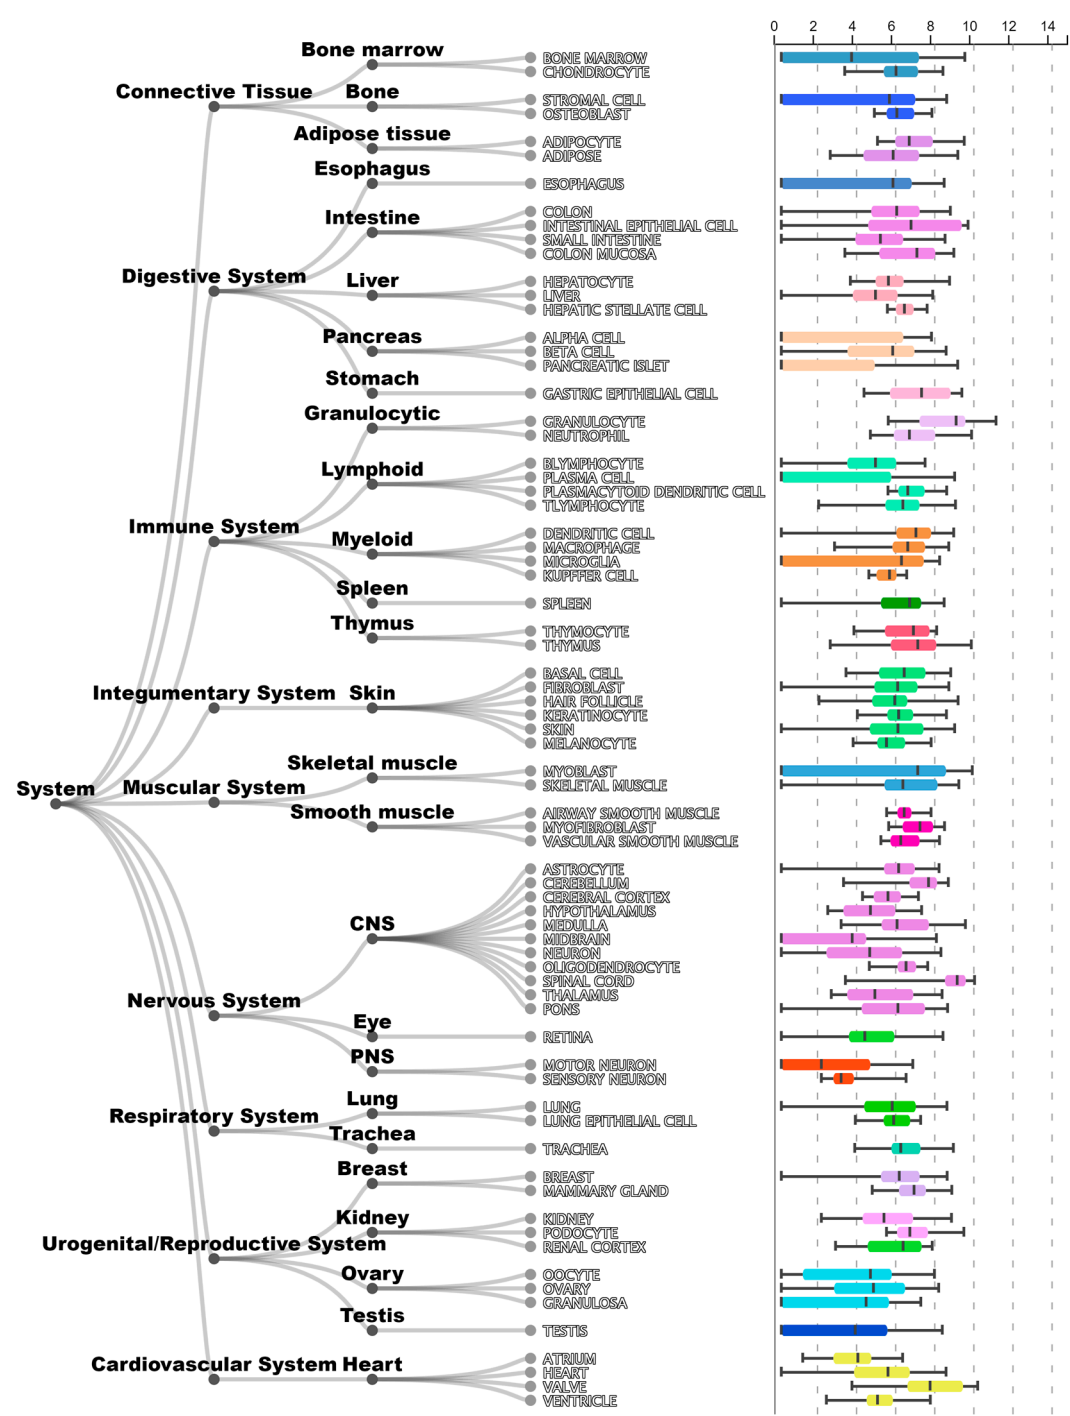 0 2 4 6 8 10 12 14
Bone marrow
BONE MARROW
CHONDROCYTE
Connective Tissue
Bone
STROMAL CELL
OSTEOBLAST
Adipose tissue
ADIPOCYTE
ADIPOSE
Esophagus
ESOPHAGUS
Intestine
COLON
INTESTINAL EPITHELIAL CELL
SMALL INTESTINE
COLON MUCOSA
Digestive System
Liver
HEPATOCYTE
LIVER
HEPATIC STELLATE CELL
Pancreas
ALPHA CELL
BETA CELL
PANCREATIC ISLET
Stomach
GASTRIC EPITHELIAL CELL
Granulocytic
GRANULOCYTE
NEUTROPHIL
Lymphoid
BLYMPHOCYTE
PLASMA CELL
PLASMACYTOID DENDRITIC CELL
TLYMPHOCYTE
Immune System
Myeloid
DENDRITIC CELL
MACROPHAGE
MICROGLIA
KUPFFER CELL
Spleen
SPLEEN
Thymus
THYMOCYTE
THYMUS
Integumentary System
Skin
BASAL CELL
FIBROBLAST
HAIR FOLLICLE
KERATINOCYTE
SKIN
MELANOCYTE
System
Muscular System
Skeletal muscle
MYOBLAST
SKELETAL MUSCLE
Smooth muscle
AIRWAY SMOOTH MUSCLE
MYOFIBROBLAST
VASCULAR SMOOTH MUSCLE
CNS
ASTROCYTE
CEREBELLUM
CEREBRAL CORTEX
HYPOTHALAMUS
MEDULLA
MIDBRAIN
NEURON
OLIGODENDROCYTE
SPINAL CORD
THALAMUS
PONS
Nervous System
Eye
RETINA
PNS
MOTOR NEURON
SENSORY NEURON
Respiratory System
Lung
LUNG
LUNG EPITHELIAL CELL
Trachea
TRACHEA
Breast
BREAST
MAMMARY GLAND
Urogenital/Reproductive System
Kidney
KIDNEY
PODOCYTE
RENAL CORTEX
Ovary
OOCYTE
OVARY
GRANULOSA
Testis
TESTIS
Cardiovascular System
Heart
ATRIUM
HEART
VALVE
VENTRICLE